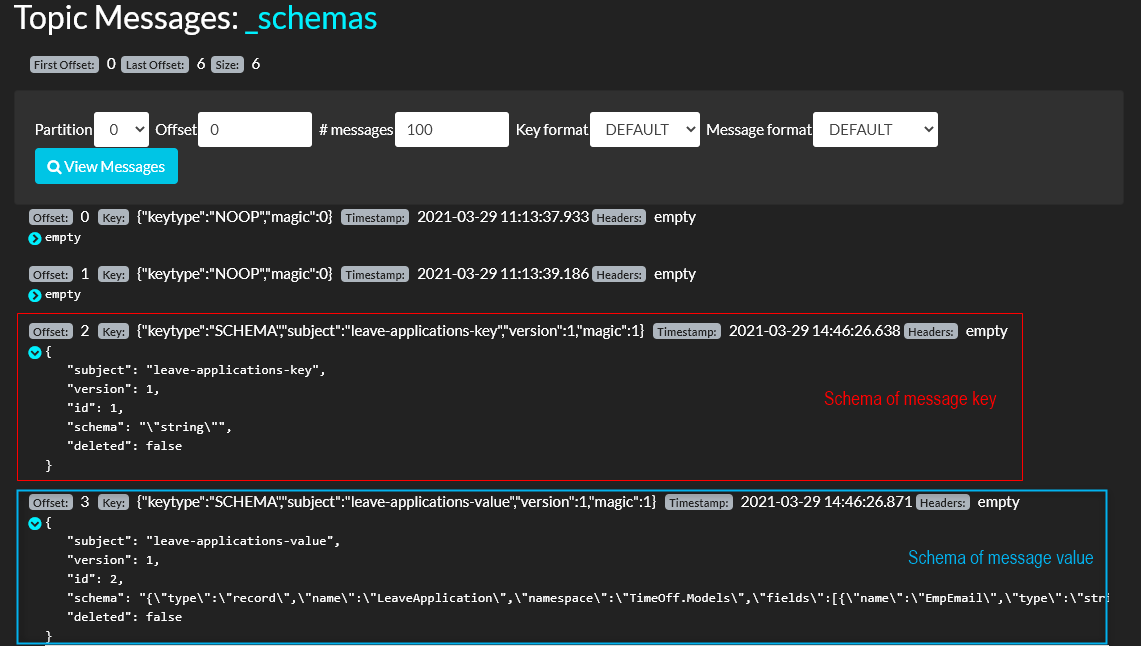 Topic Messages: _schemas
First Offset: 0 Last Offset: 6 Size: 6
Partition 0 Offset 0 # messages 100 Key format DEFAULT Message format DEFAULT
View Messages
Offset: 0 Key: {"keytype":"NOOP","magic":0} Timestamp: 2021-03-29 11:13:37.933 Headers: empty
empty
Offset: 1 Key: {"keytype":"NOOP","magic":0} Timestamp: 2021-03-29 11:13:39.186 Headers: empty
empty
Offset: 2 Key: {"keytype":"SCHEMA","subject":"leave-applications-key","version":1,"magic":1} Timestamp: 2021-03-29 14:46:26.638 Headers: empty
{
"subject": "leave-applications-key",
"version": 1,
Schema of message key
"id": 1,
"schema": "\"string\"",
"deleted": false
}
Offset: 3 Key: {"keytype":"SCHEMA","subject":"leave-applications-value","version":1,"magic":1} Timestamp: 2021-03-29 14:46:26.871 Headers: empty
{
"subject": "leave-applications-value",
"version": 1,
Schema of message value
"id": 2,
"schema": "{\"type\":\"record\",\"name\":\"LeaveApplication\",\"namespace\":\"TimeOff.Models\",\"fields\":[{\"name\":\"EmpEmail\",\"type\":\"stri
"deleted": false
}